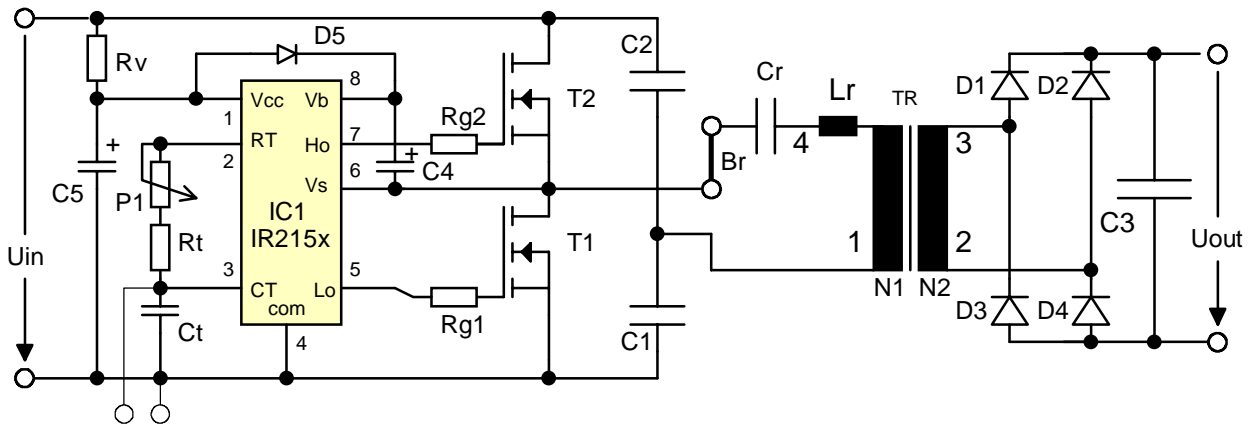 D5
C2
Rv
8
Vcc
Vb
1
Rg2
T2
Cr
Lr
TR
D1
D2
+
RT
Ho
7
+
4
3
2
C4
Br
C5
P1
Vs
6
IC1
IR215x
C3
Uin
Rt
T1
1
2
Uout
3
CT
Lo
5
N1
N2
com
Ct
4
Rg1
C1
D3
D4